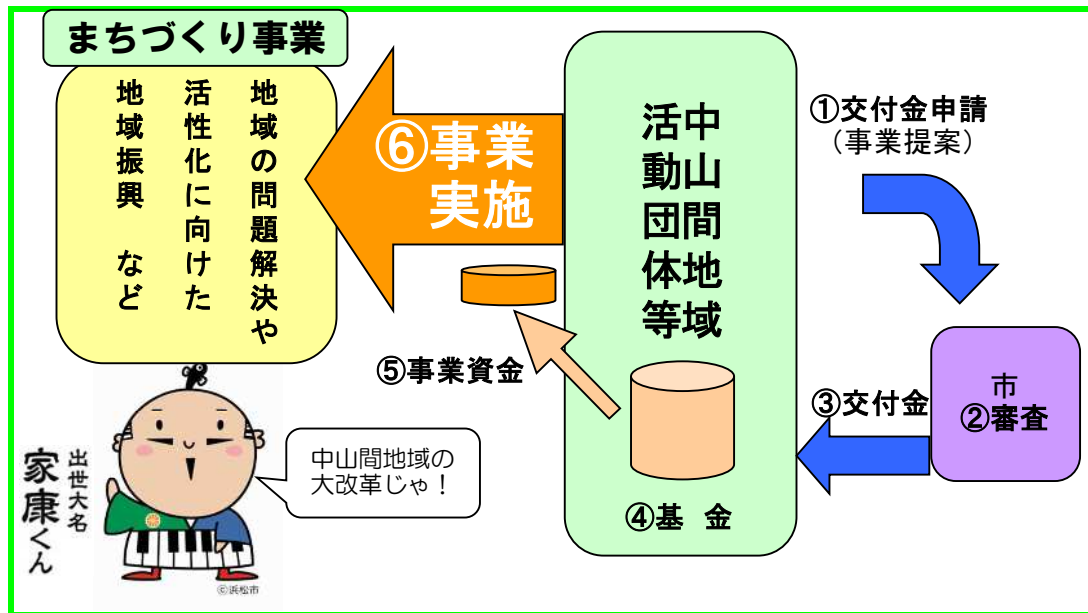 まちづくり事業
地域の問題解決や
活性化に向けた
地域振興　など
⑥事業
実施
中山間地域
活動団体等
①交付金申請
（事業提案）
市
②審査
③交付金
④基　金
⑤事業資金
中山間地域の
大改革じゃ！
出世大名
家康くん
©浜松市